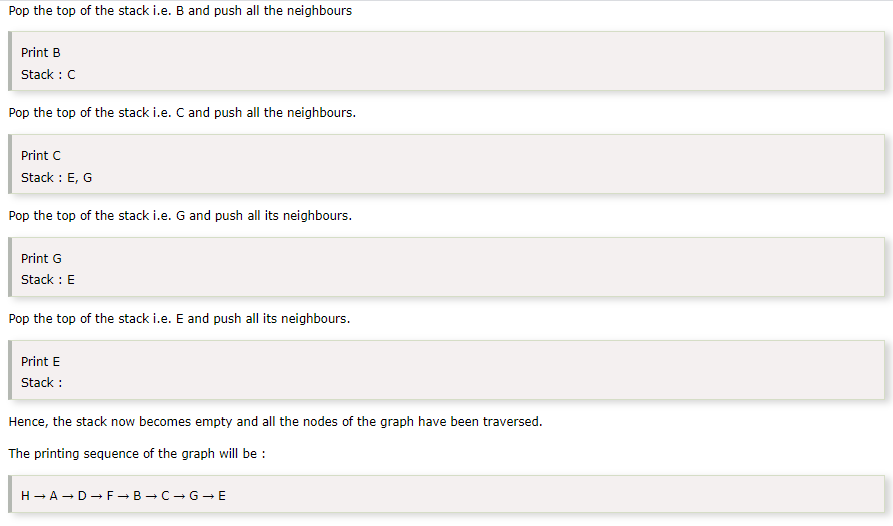 Pop the top of the stack i.e. B and push all the neighbours
Print B
Stack : C
Pop the top of the stack i.e. C and push all the neighbours.
Print C
Stack : E, G
Pop the top of the stack i.e. G and push all its neighbours.
Print G
Stack : E
Pop the top of the stack i.e. E and push all its neighbours.
Print E
Stack :
Hence, the stack now becomes empty and all the nodes of the graph have been traversed.
The printing sequence of the graph will be :
H → A → D → F → B → C → G → E